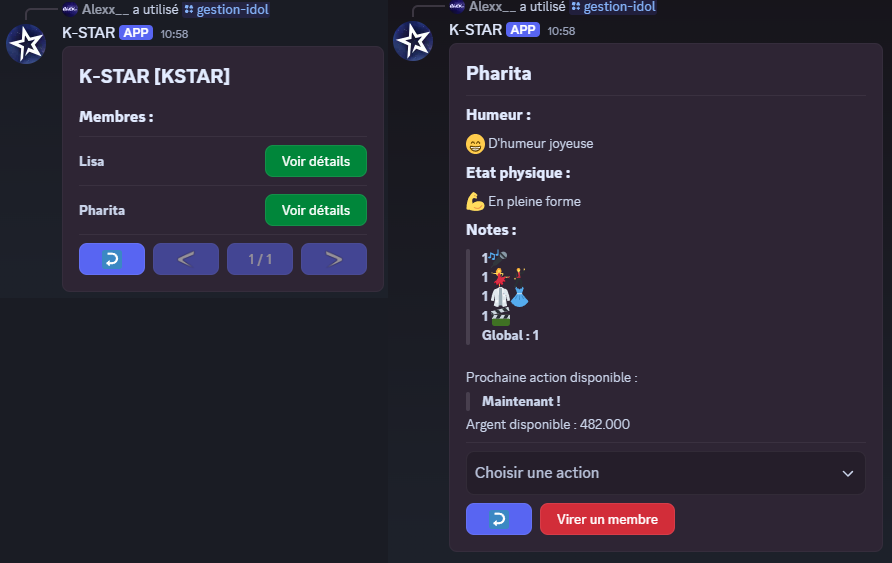 Alexx__ a utilisé gestion-idol
K-STAR APP 10:58
K-STAR [KSTAR]
Membres :
Lisa
Voir détails
Pharita
Voir détails
1 / 1
Alexx__ a utilisé gestion-idol
K-STAR APP 10:58
Pharita
Humeur :
D'humeur joyeuse
Etat physique :
En pleine forme
Notes :
1
1
1
1
Global : 1
Prochaine action disponible :
Maintenant !
Argent disponible : 482.000
Choisir une action
Virer un membre